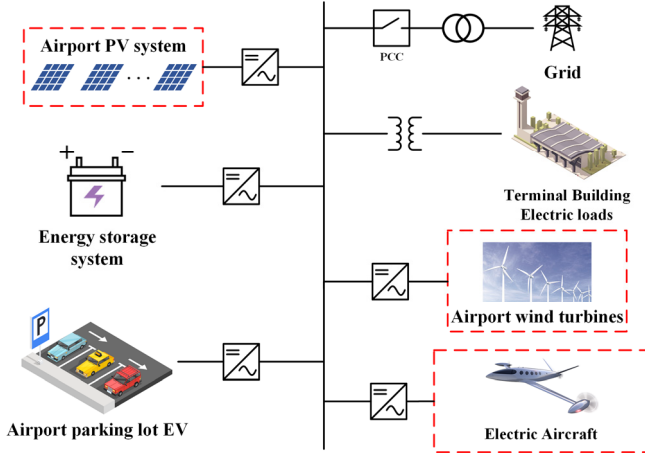 Airport PV system
PCC
Grid
+ −
Energy storage
system
Terminal Building
Electric loads
Airport wind turbines
P
Airport parking lot EV
Electric Aircraft